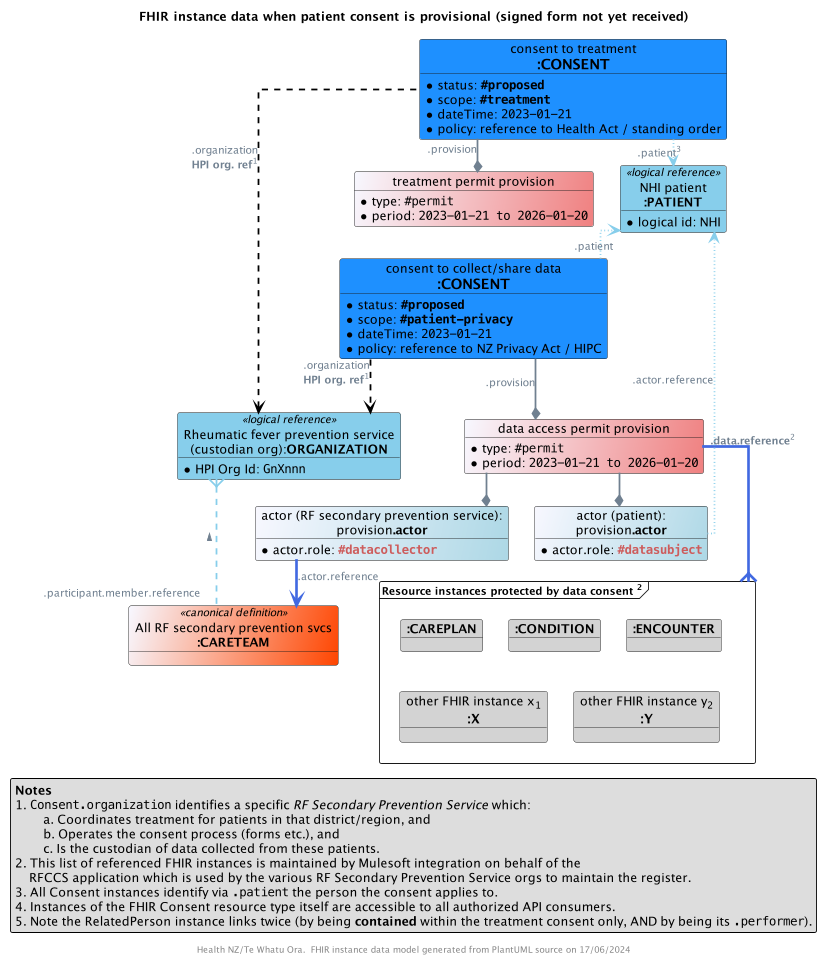 FHIR instance data when patient consent is provisional (signed form not yet received)
consent to treatment
:CONSENT
• status: #proposed
• scope: #treatment
• dateTime: 2023-01-21
• policy: reference to Health Act / standing order
.organization
HPI org. ref1
.provision
.patient3
treatment permit provision
• type: #permit
• period: 2023-01-21 to 2026-01-20
«logical reference»
NHI patient
:PATIENT
• logical id: NHI
.patient
consent to collect/share data
:CONSENT
• status: #proposed
• scope: #patient-privacy
• dateTime: 2023-01-21
• policy: reference to NZ Privacy Act / HIPC
.organization
HPI org. ref1
.provision
.actor.reference
«logical reference»
Rheumatic fever prevention service
(custodian org):ORGANIZATION
• HPI Org Id: GnXnnn
data access permit provision
• type: #permit
• period: 2023-01-21 to 2026-01-20
.data.reference2
actor (RF secondary prevention service):
provision.actor
• actor.role: #datacollector
actor (patient):
provision.actor
• actor.role: #datasubject
.participant.member.reference
.actor.reference
«canonical definition»
All RF secondary prevention svcs
:CARETEAM
Resource instances protected by data consent 2
:CAREPLAN
:CONDITION
:ENCOUNTER
other FHIR instance x1
:X
other FHIR instance y2
:Y
Notes
1. Consent.organization identifies a specific RF Secondary Prevention Service which:
a. Coordinates treatment for patients in that district/region, and
b. Operates the consent process (forms etc.), and
c. Is the custodian of data collected from these patients.
2. This list of referenced FHIR instances is maintained by Mulesoft integration on behalf of the
RFCCS application which is used by the various RF Secondary Prevention Service orgs to maintain the register.
3. All Consent instances identify via .patient the person the consent applies to.
4. Instances of the FHIR Consent resource type itself are accessible to all authorized API consumers.
5. Note the RelatedPerson instance links twice (by being contained within the treatment consent only, AND by being its .performer).
Health NZ/Te Whatu Ora. FHIR instance data model generated from PlantUML source on 17/06/2024